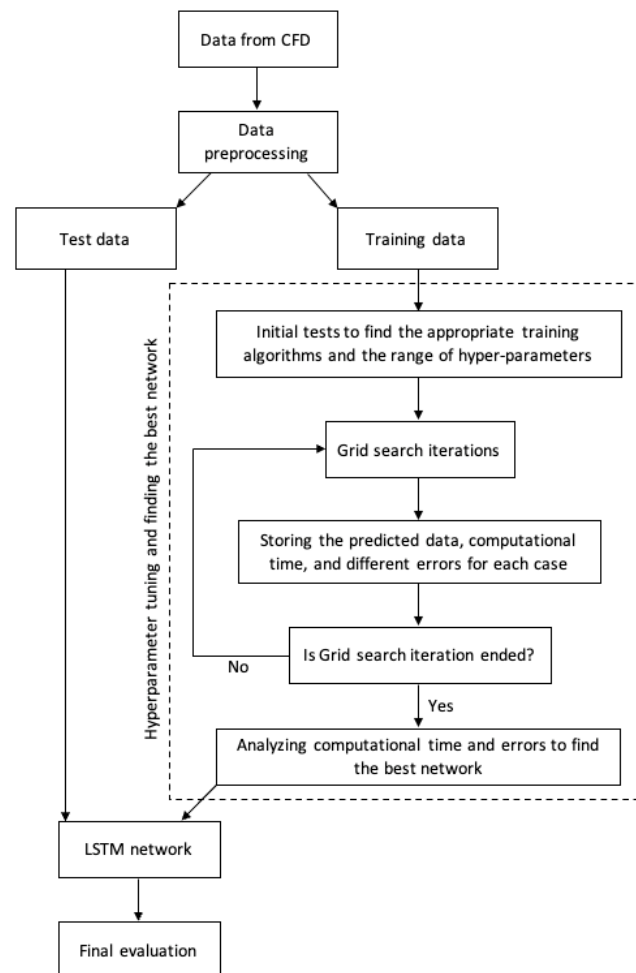 Data from CFD
Data
preprocessing
Test data
Training data
Hyperparameter tuning and finding the best network
Initial tests to find the appropriate training
algorithms and the range of hyper-parameters
Grid search iterations
Storing the predicted data, computational
time, and different errors for each case
Is Grid search iteration ended?
No
Yes
Analyzing computational time and errors to find
the best network
LSTM network
Final evaluation